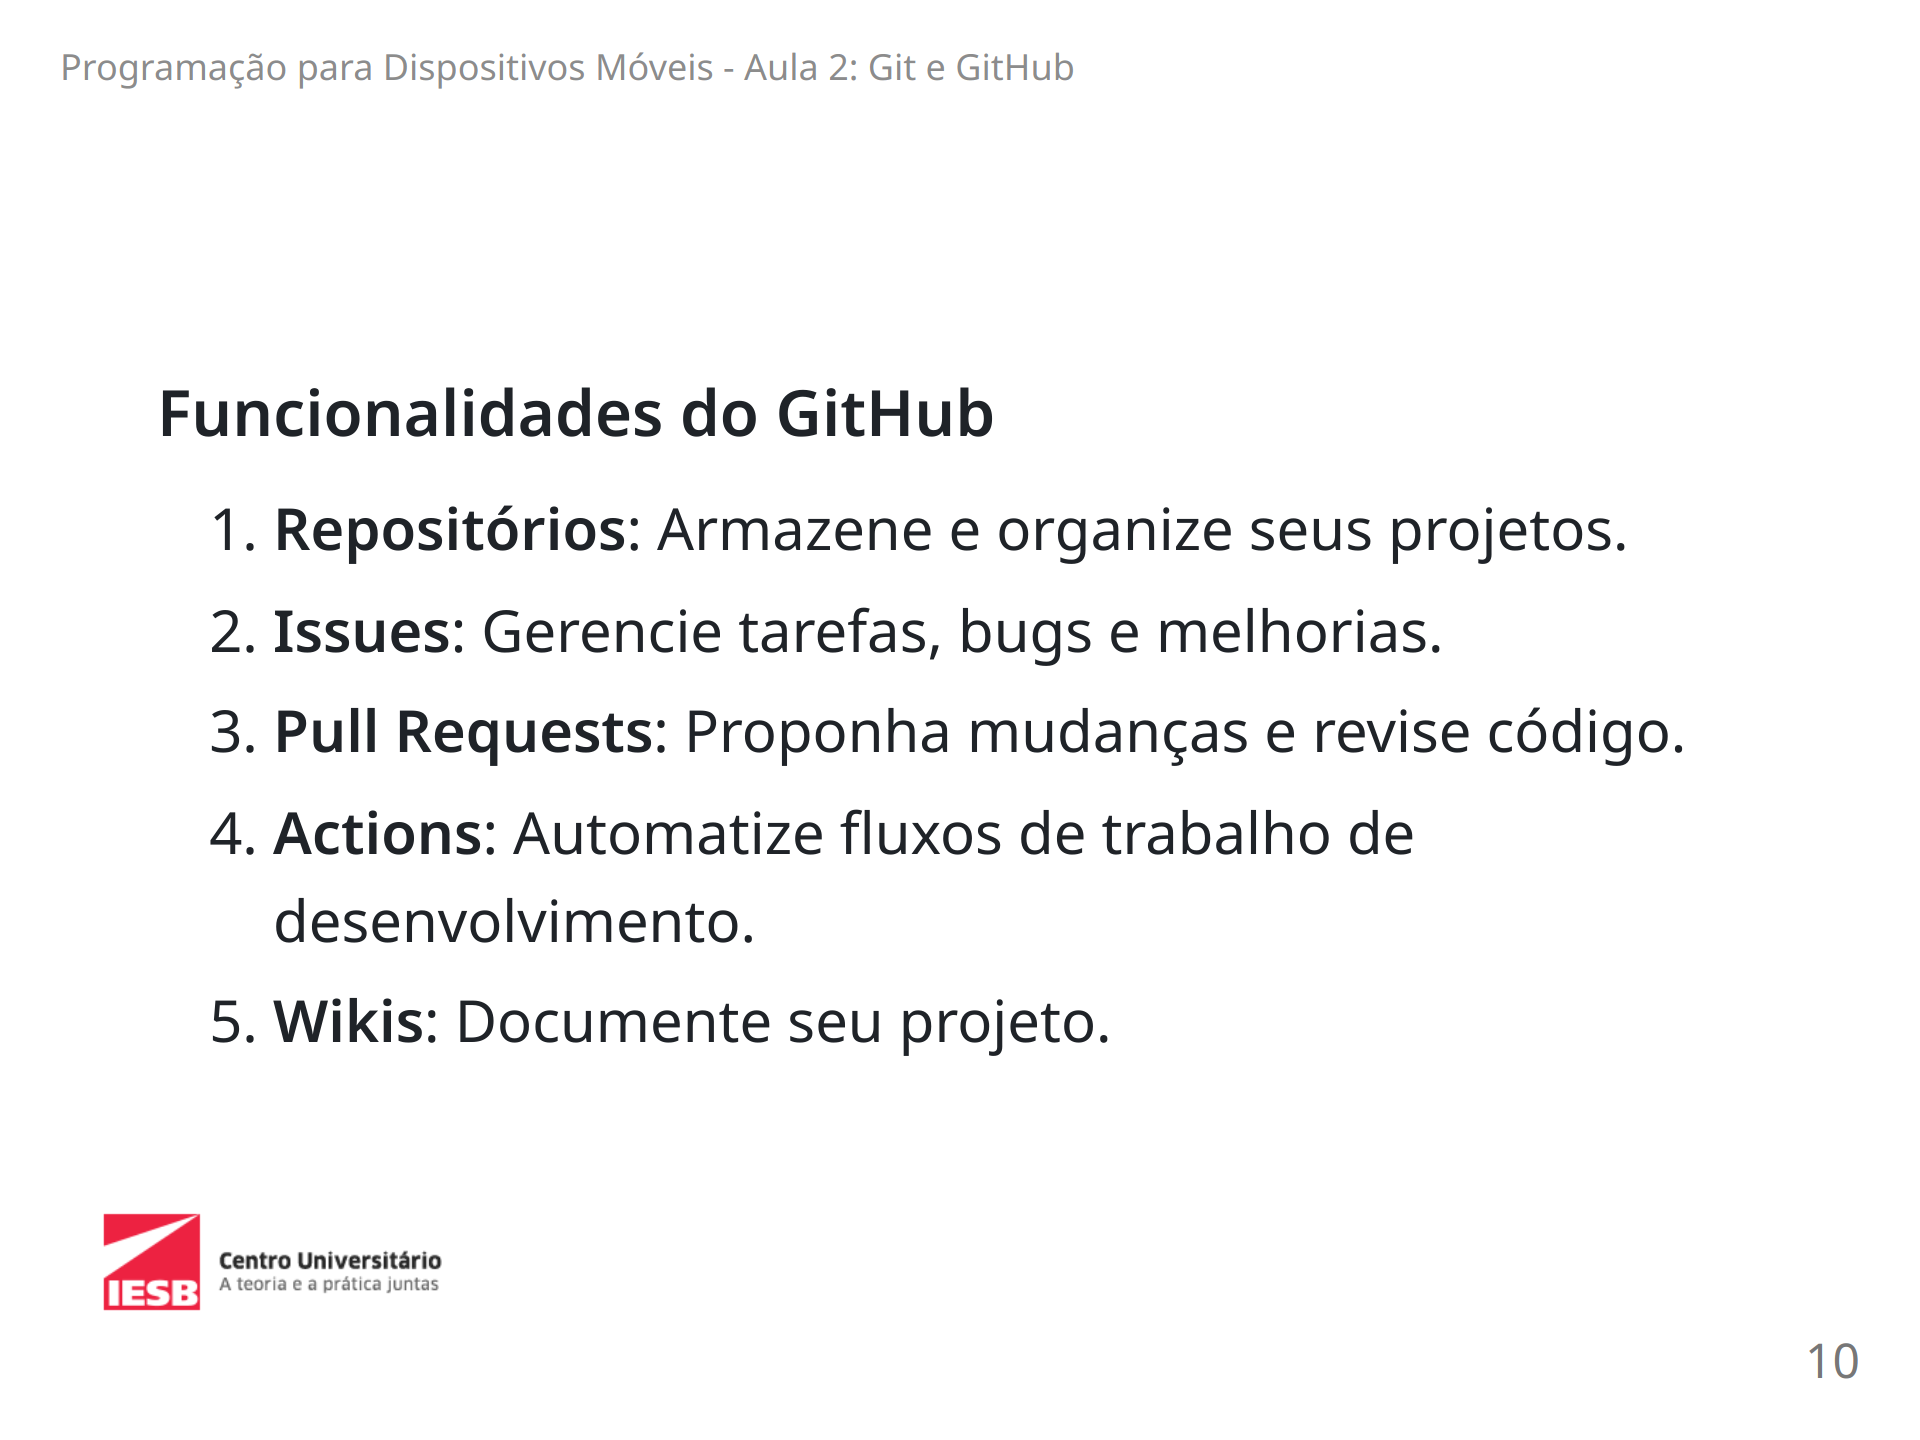 Programação para Dispositivos Móveis - Aula 2: Git e GitHub
Funcionalidades do GitHub
1. Repositórios: Armazene e organize seus projetos.
2. Issues: Gerencie tarefas, bugs e melhorias.
3. Pull Requests: Proponha mudanças e revise código.
4. Actions: Automatize fluxos de trabalho de
desenvolvimento.
5. Wikis: Documente seu projeto.
IESB
Centro Universitário
A teoria e a prática juntas
10